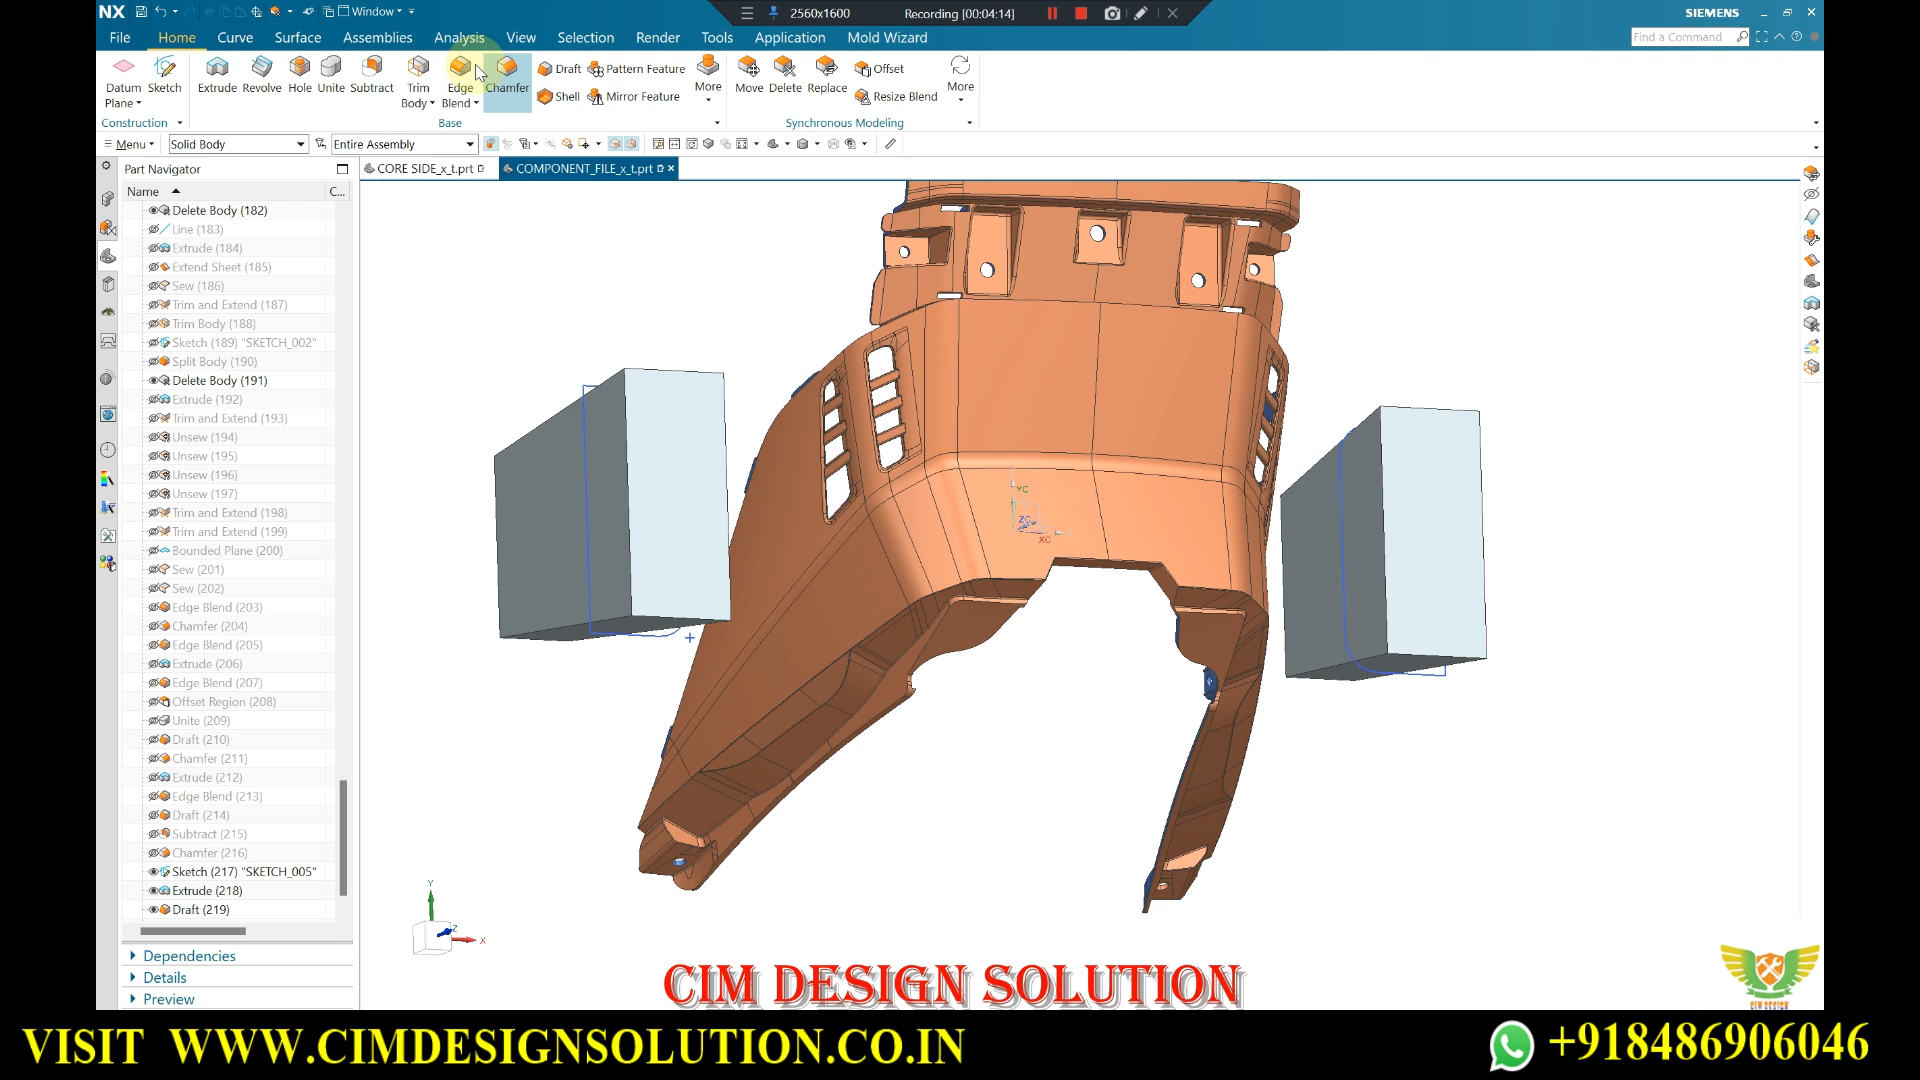 NX Window 2560x1600 Recording [00:04:14] SIEMENS
File Home Curve Surface Assemblies Analysis View Selection Render Tools Application Mold Wizard Find a Command
Datum Plane Sketch Extrude Revolve Hole Unite Subtract Trim Body Edge Blend Chamfer Draft Pattern Feature More Move Delete Replace Offset More
Shell Mirror Feature Resize Blend
Construction Base Synchronous Modeling
Menu Solid Body Entire Assembly
Part Navigator CORE SIDE_x_t.prt COMPONENT_FILE_x_t.prt
Name C...
Delete Body (182)
Line (183)
Extrude (184)
Extend Sheet (185)
Sew (186)
Trim and Extend (187)
Trim Body (188)
Sketch (189) "SKETCH_002"
Split Body (190)
Delete Body (191)
Extrude (192)
Trim and Extend (193)
Unsew (194)
Unsew (195)
Unsew (196)
Unsew (197)
Trim and Extend (198)
Trim and Extend (199)
Bounded Plane (200)
Sew (201)
Sew (202)
Edge Blend (203)
Chamfer (204)
Edge Blend (205)
Extrude (206)
Edge Blend (207)
Offset Region (208)
Unite (209)
Draft (210)
Chamfer (211)
Extrude (212)
Edge Blend (213)
Draft (214)
Subtract (215)
Chamfer (216)
Sketch (217) "SKETCH_005"
Extrude (218)
Draft (219)
Dependencies
Details
Preview
YC
ZC
XC
Y
Z
X
CIM DESIGN SOLUTION
CIM DESIGN
VISIT WWW.CIMDESIGNSOLUTION.CO.IN +918486906046